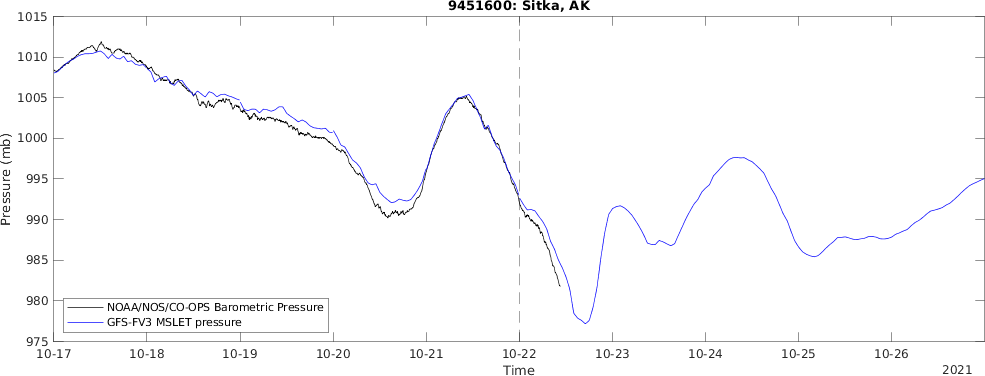 9451600: Sitka, AK
Pressure (mb)
1015
1010
1005
1000
995
990
985
980
975
NOAA/NOS/CO-OPS Barometric Pressure
GFS-FV3 MSLET pressure
10-17 10-18 10-19 10-20 10-21 10-22 10-23 10-24 10-25 10-26
Time
2021